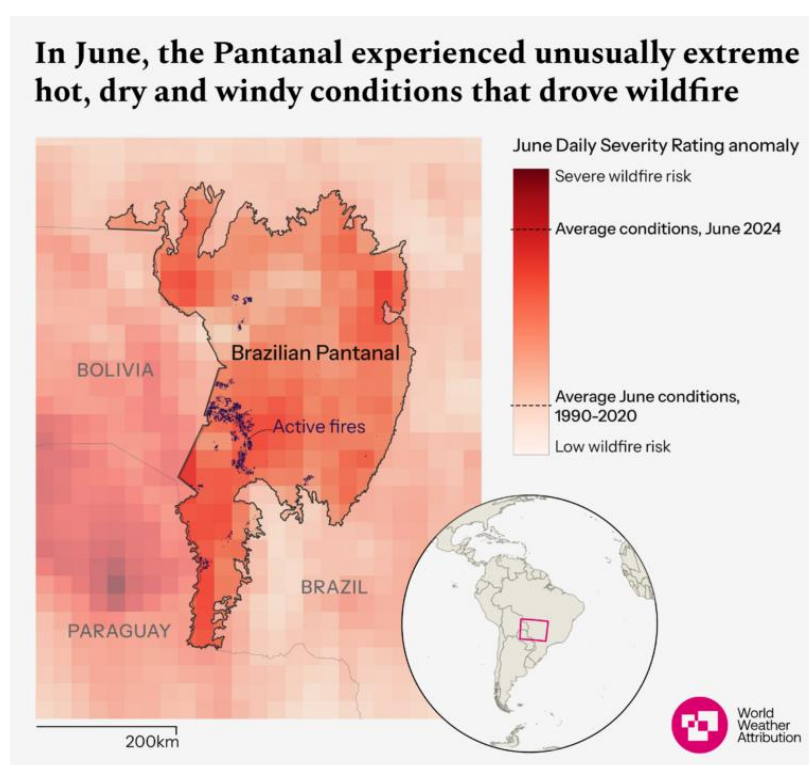 In June, the Pantanal experienced unusually extreme
hot, dry and windy conditions that drove wildfire
June Daily Severity Rating anomaly
Severe wildfire risk
Average conditions, June 2024
Average June conditions,
1990-2020
Low wildfire risk
BOLIVIA
Brazilian Pantanal
Active fires
BRAZIL
PARAGUAY
200km
World
Weather
Attribution